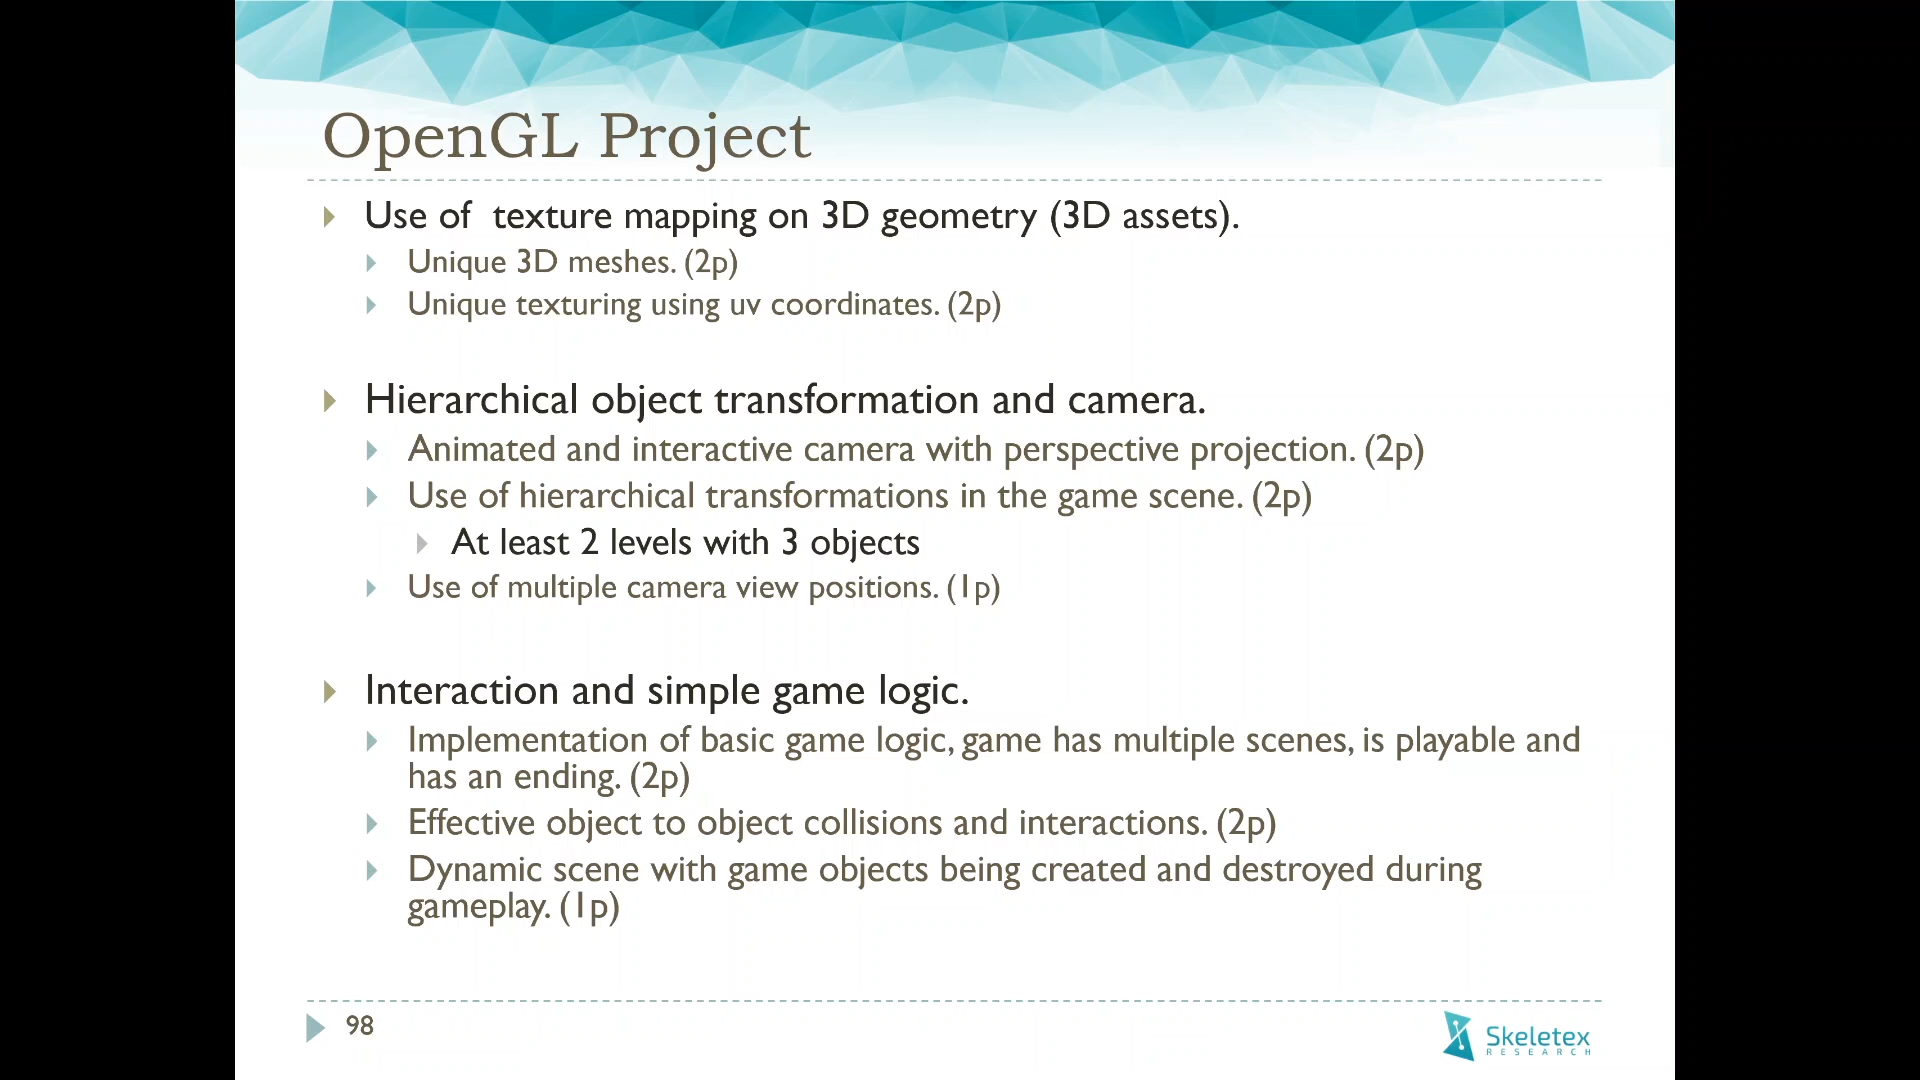 OpenGL Project
Use of  texture mapping on 3D geometry (3D assets).
Unique 3D meshes. (2p)
Unique texturing using uv coordinates. (2p)
Hierarchical object transformation and camera.
Animated and interactive camera with perspective projection. (2p)
Use of hierarchical transformations in the game scene. (2p)
At least 2 levels with 3 objects
Use of multiple camera view positions. (1p)
Interaction and simple game logic.
Implementation of basic game logic, game has multiple scenes, is playable and
has an ending. (2p)
Effective object to object collisions and interactions. (2p)
Dynamic scene with game objects being created and destroyed during
gameplay. (1p)
98
Skeletex
RESEARCH